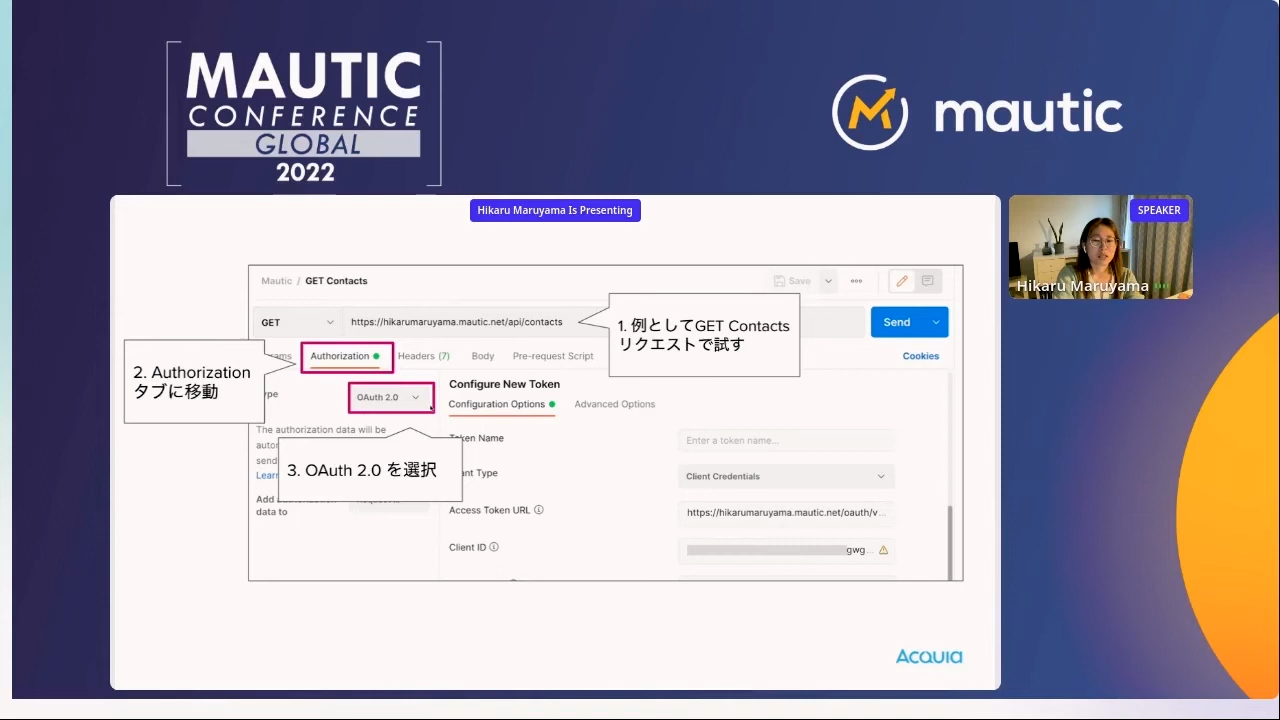 MAUTIC
CONFERENCE
GLOBAL
2022
mautic
Hikaru Maruyama Is Presenting
SPEAKER
Hikaru Maruyama
Mautic / GET Contacts
Save
GET
https://hikarumaruyama.mautic.net/api/contacts
Send
1. 例としてGET Contacts
リクエストで試す
Authorization
Headers (7)
Body
Pre-request Script
Cookies
2. Authorization
タブに移動
OAuth 2.0
The authorization data will be
Add
data to
3. OAuth 2.0 を選択
Configure New Token
Configuration Options
Advanced Options
Token Name
Enter a token name...
Type
Client Credentials
Access Token URL
https://hikarumaruyama.mautic.net/oauth/v...
Client ID
gwg...
Acquia